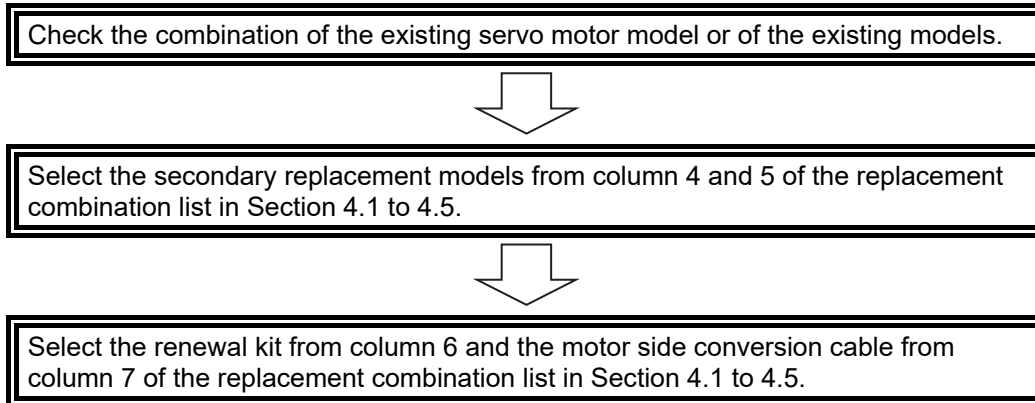 Check the combination of the existing servo motor model or of the existing models.
Select the secondary replacement models from column 4 and 5 of the replacement
combination list in Section 4.1 to 4.5.
Select the renewal kit from column 6 and the motor side conversion cable from
column 7 of the replacement combination list in Section 4.1 to 4.5.